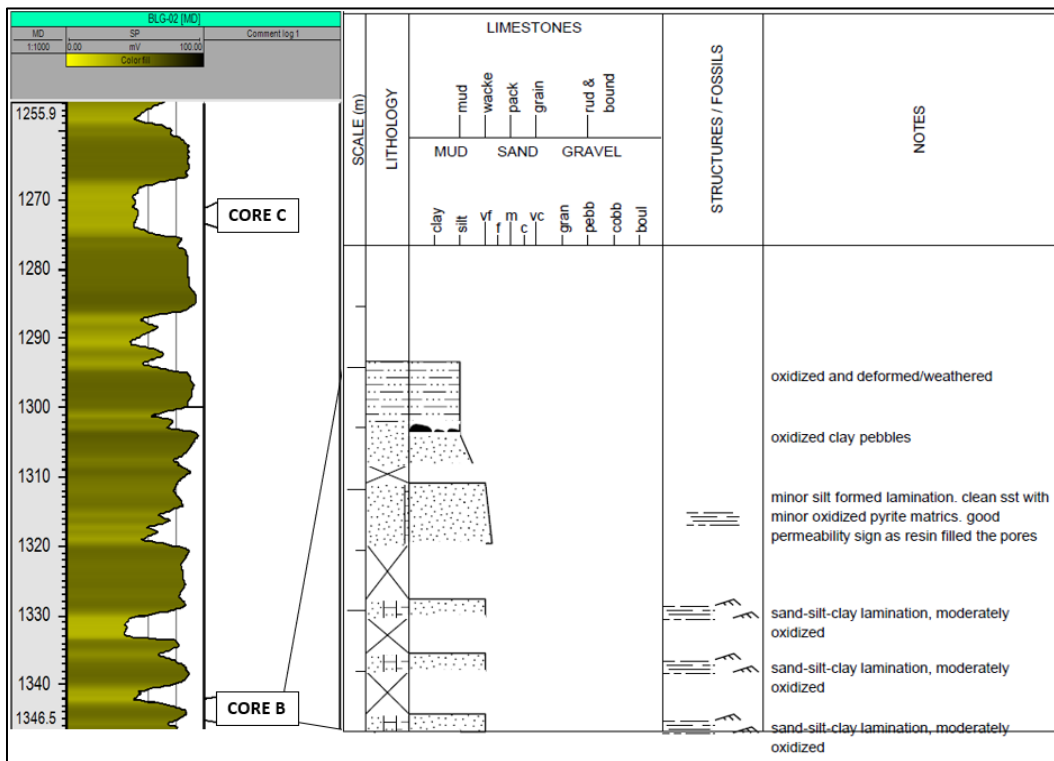 BLG-02 [MD]
MD
SP
Comment log 1
1:1000
0.00
mV
100.00
Color fill
1255.9
1270
1280
1290
1300
1310
1320
1330
1340
1346.5
CORE C
CORE B
SCALE (m)
LITHOLOGY
LIMESTONES
mud
wacke
pack
grain
rud &
bound
MUD
SAND
GRAVEL
clay
silt
vf
f
m
c
vc
gran
pebb
cobb
boul
STRUCTURES / FOSSILS
NOTES
oxidized and deformed/weathered
oxidized clay pebbles
minor silt formed lamination. clean sst with
minor oxidized pyrite matrics. good
permeability sign as resin filled the pores
sand-silt-clay lamination, moderately
oxidized
sand-silt-clay lamination, moderately
oxidized
sand-silt-clay lamination, moderately
oxidized